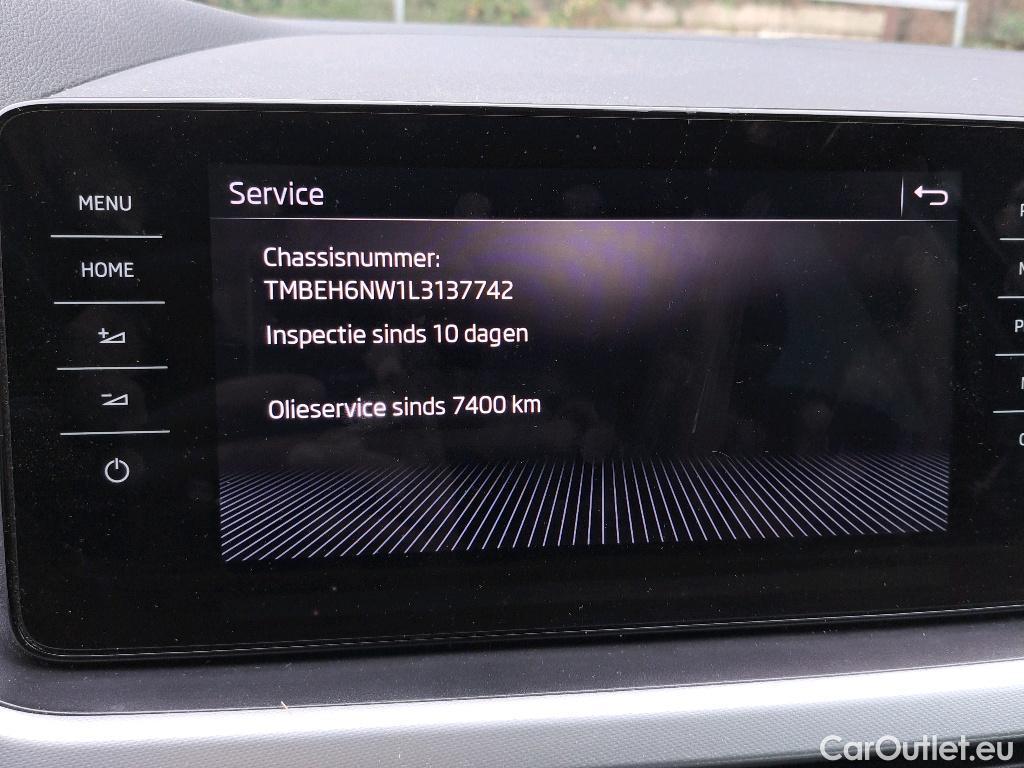 Service
MENU
HOME
Chassisnummer:
TMBEH6NW1L3137742
Inspectie sinds 10 dagen
Olieservice sinds 7400 km
CarOutlet.eu